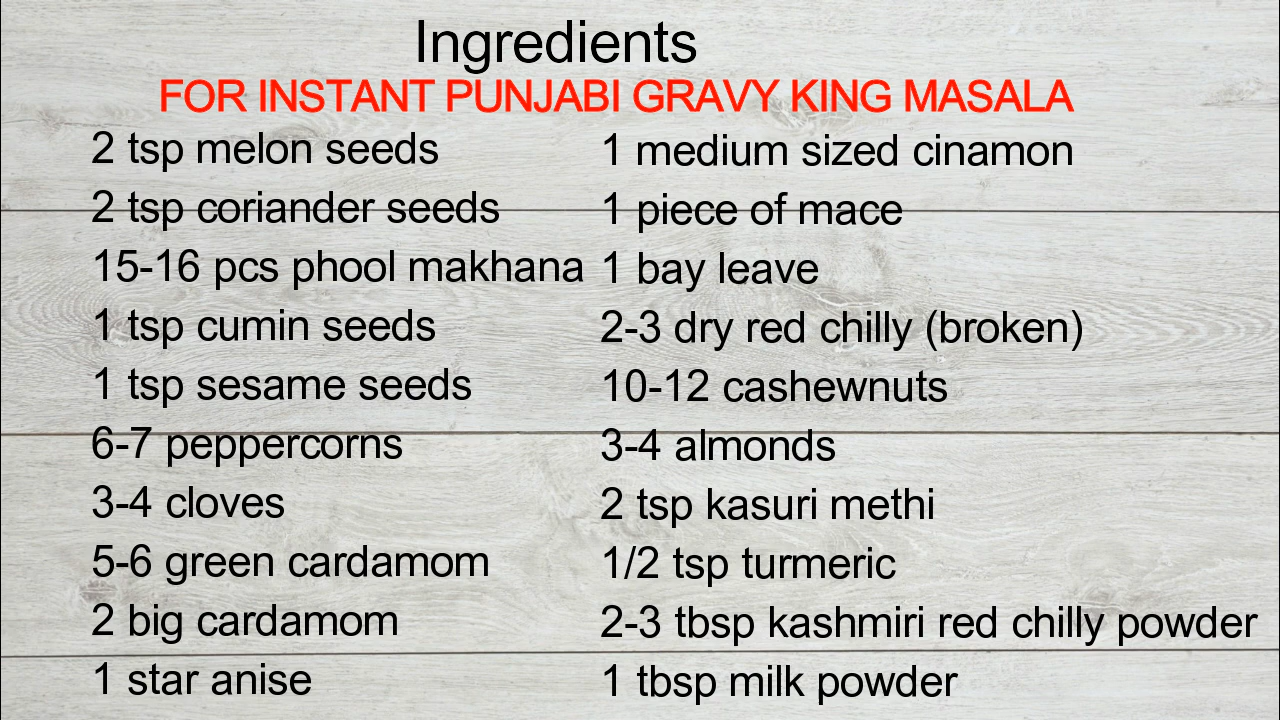 Ingredients
FOR INSTANT PUNJABI GRAVY KING MASALA
2 tsp melon seeds
2 tsp coriander seeds
15-16 pcs phool makhana
1 tsp cumin seeds
1 tsp sesame seeds
6-7 peppercorns
3-4 cloves
5-6 green cardamom
2 big cardamom
1 star anise
1 medium sized cinamon
1 piece of mace
1 bay leave
2-3 dry red chilly (broken)
10-12 cashewnuts
3-4 almonds
2 tsp kasuri methi
1/2 tsp turmeric
2-3 tbsp kashmiri red chilly powder
1 tbsp milk powder